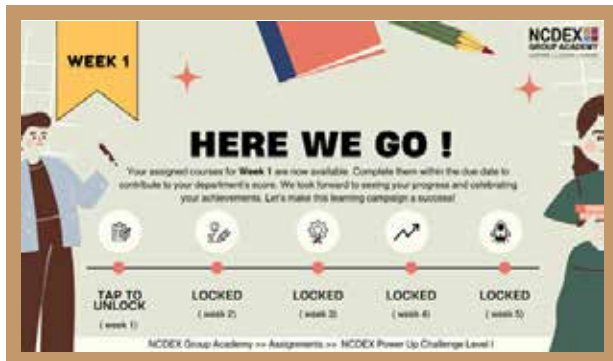 WEEK 1
NCDEX
GROUP ACADEMY
HERE WE GO !
Your assigned courses for Week 1 are now available. Complete them within the due date to
contribute to your department's score. We look forward to seeing your progress and celebrating
your achievements. Let's make this learning campaign a success!
TAP TO
UNLOCK
( week 1)
LOCKED
( week 2)
LOCKED
( week 3)
LOCKED
( week 4)
LOCKED
( week 5)
NCDEX Group Academy >> Assignments >> NCDEX Power Up Challenge Level I